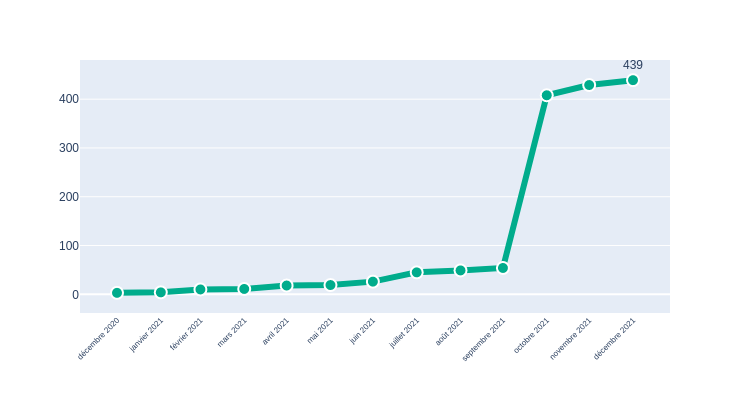 439
400
300
200
100
0
décembre 2020
janvier 2021
février 2021
mars 2021
avril 2021
mai 2021
juin 2021
juillet 2021
août 2021
septembre 2021
octobre 2021
novembre 2021
décembre 2021